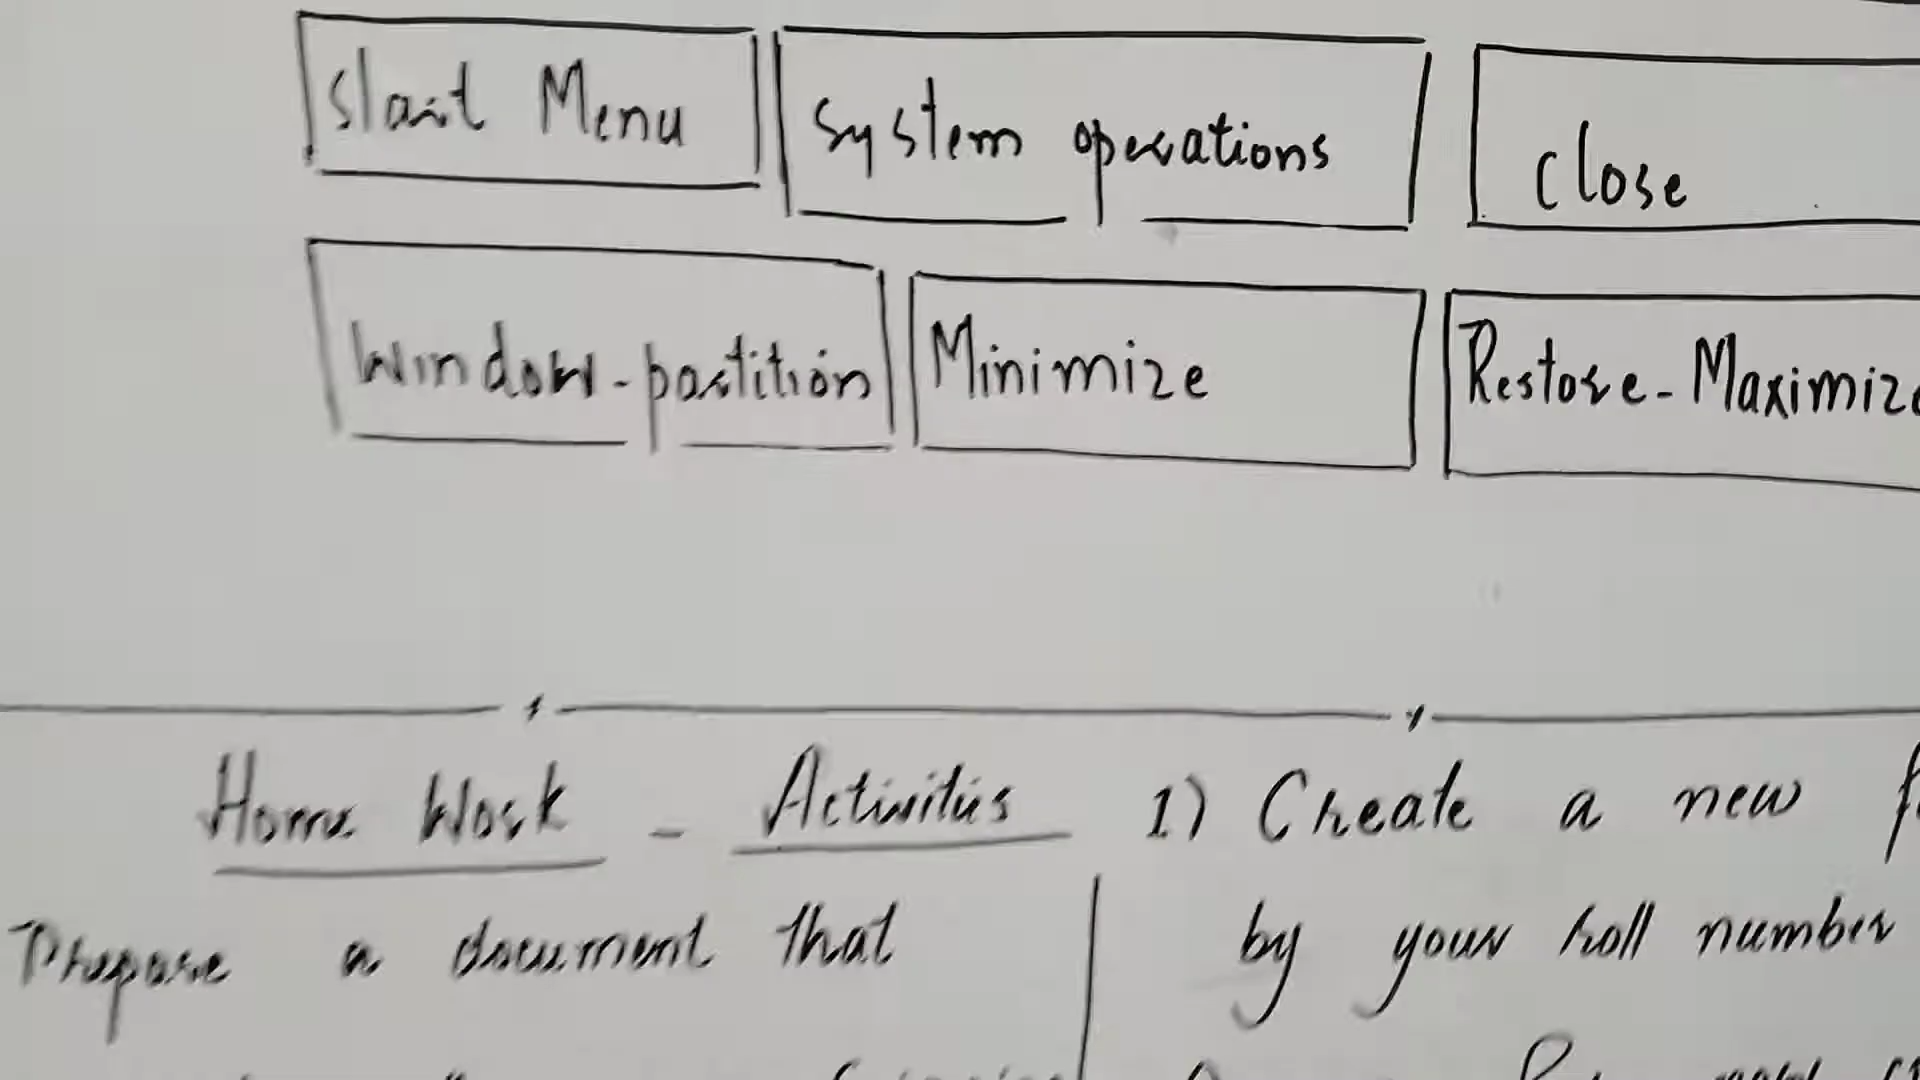 Start Menu
System operations
Close
Window-partition
Minimize
Restore-Maximize
Home Work - Activities
Prepare a document that
1) Create a new
by your roll number